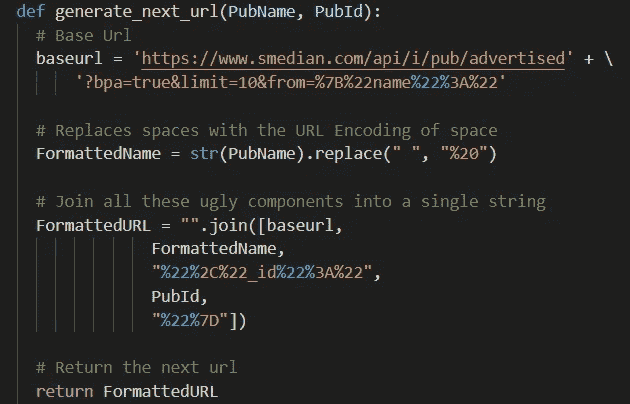 def generate_next_url(PubName, PubId):
# Base Url
baseurl = 'https://www.smedian.com/api/i/pub/advertised' + \
'?bpa=true&limit=10&from=%7B%22name%22%3A%22'
# Replaces spaces with the URL Encoding of space
FormattedName = str(PubName).replace(" ", "%20")
# Join all these ugly components into a single string
FormattedURL = "".join([baseurl,
FormattedName,
"%22%2C%22_id%22%3A%22",
PubId,
"%22%7D"])
# Return the next url
return FormattedURL